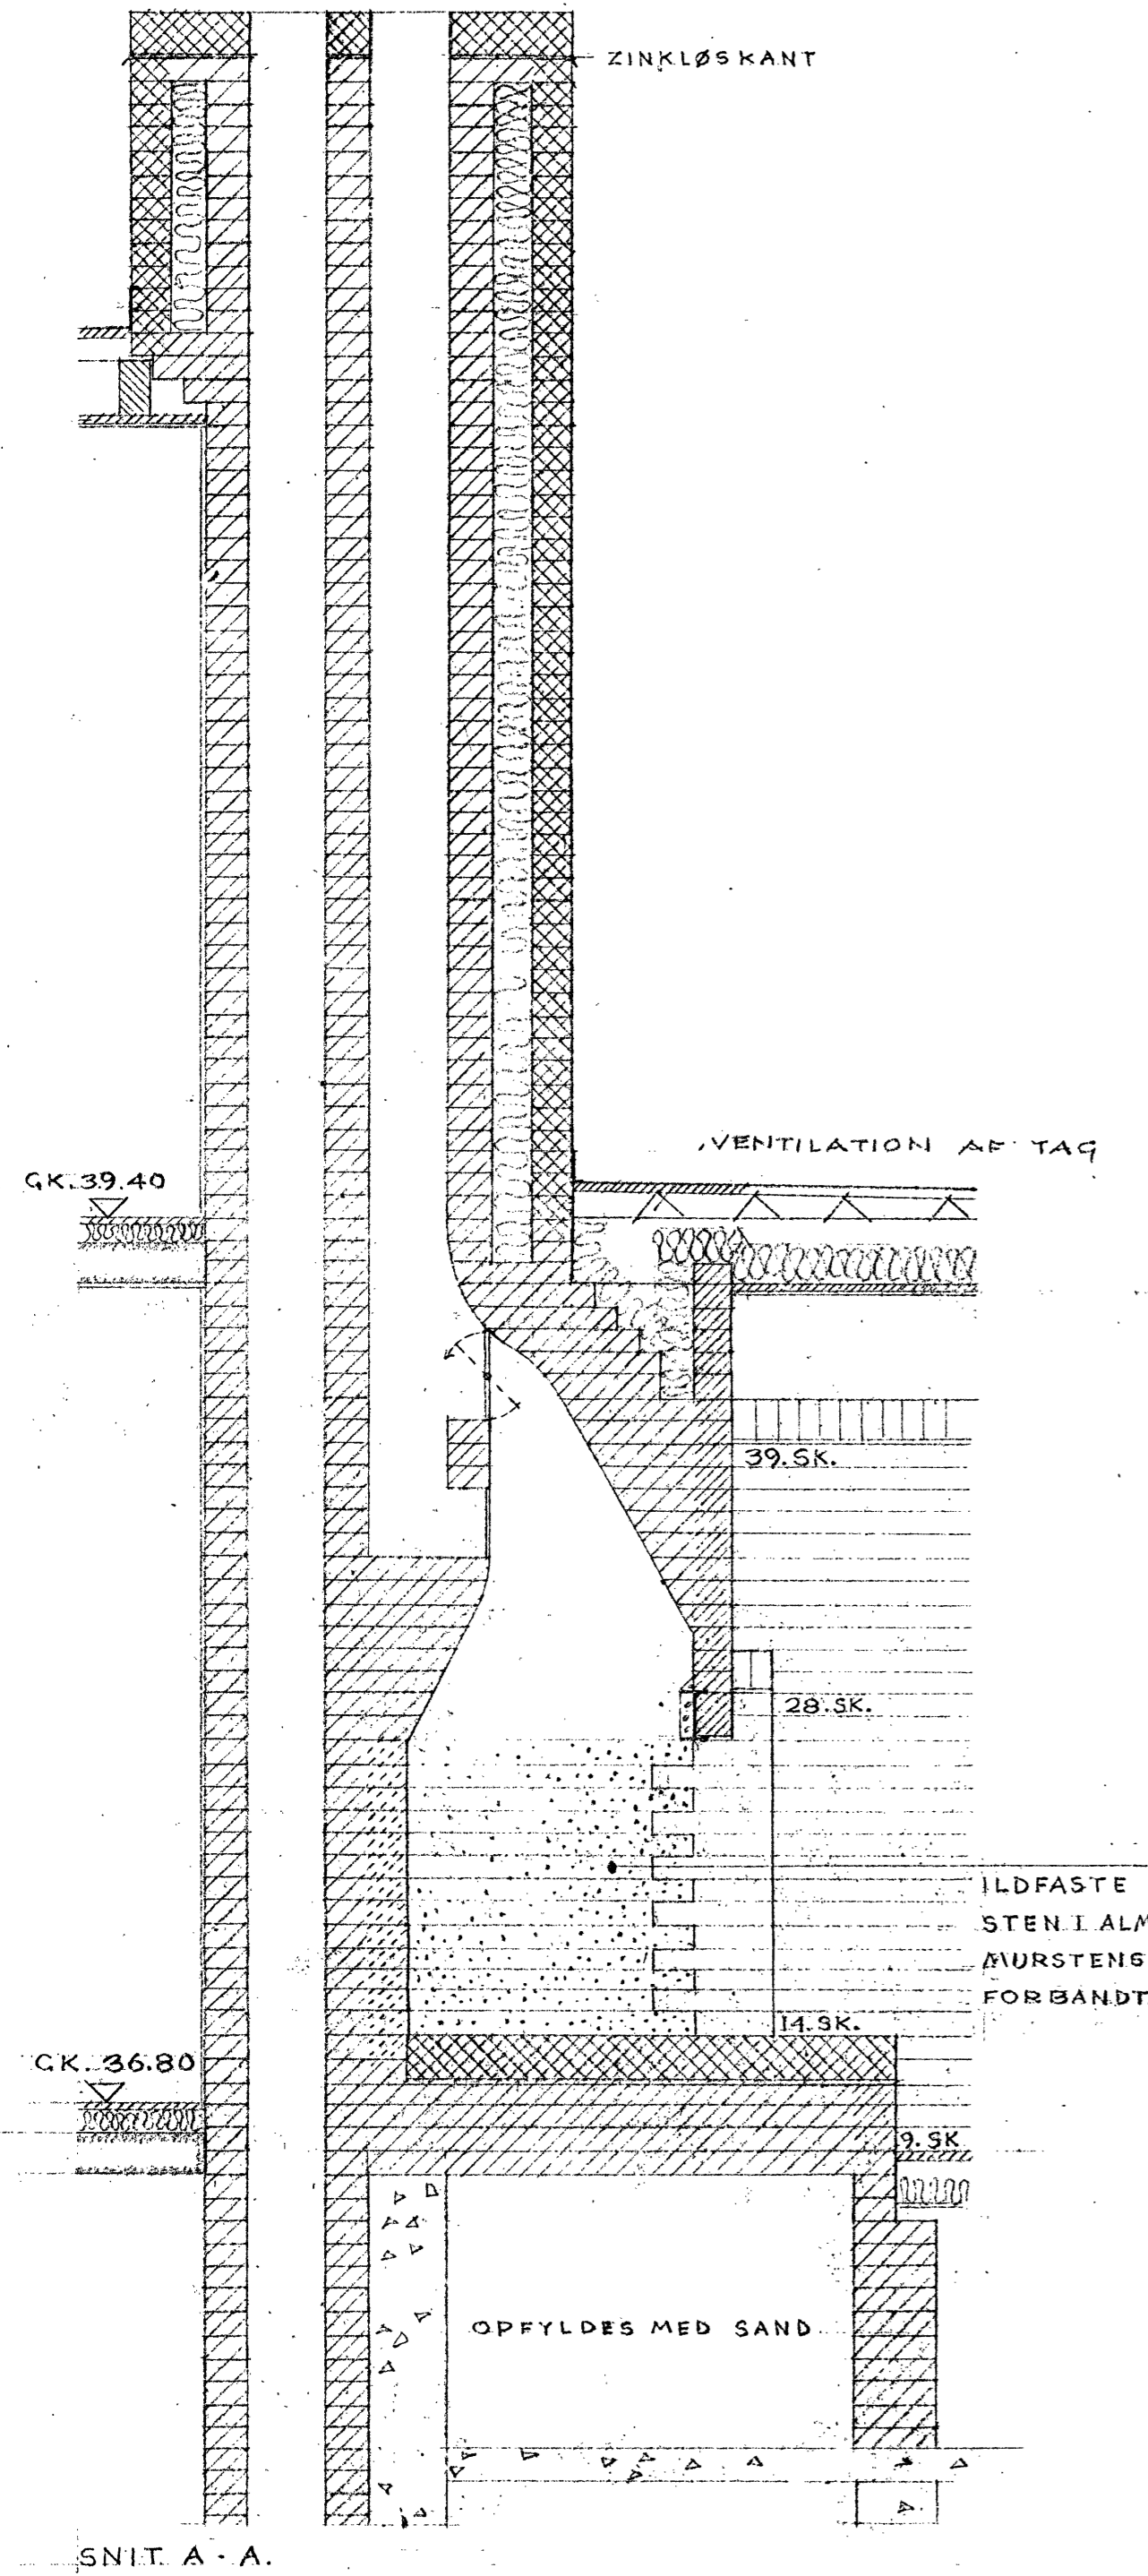 ZINKLØSKANT
VENTILATION AF TAG
GK. 39.40
39. SK.
28. SK.
ILDFASTE
STEN I ALM
MURSTENS
FORBANDT
14. SK.
GK. 36.80
9. SK
OPFYLDES MED SAND
SNIT A - A.